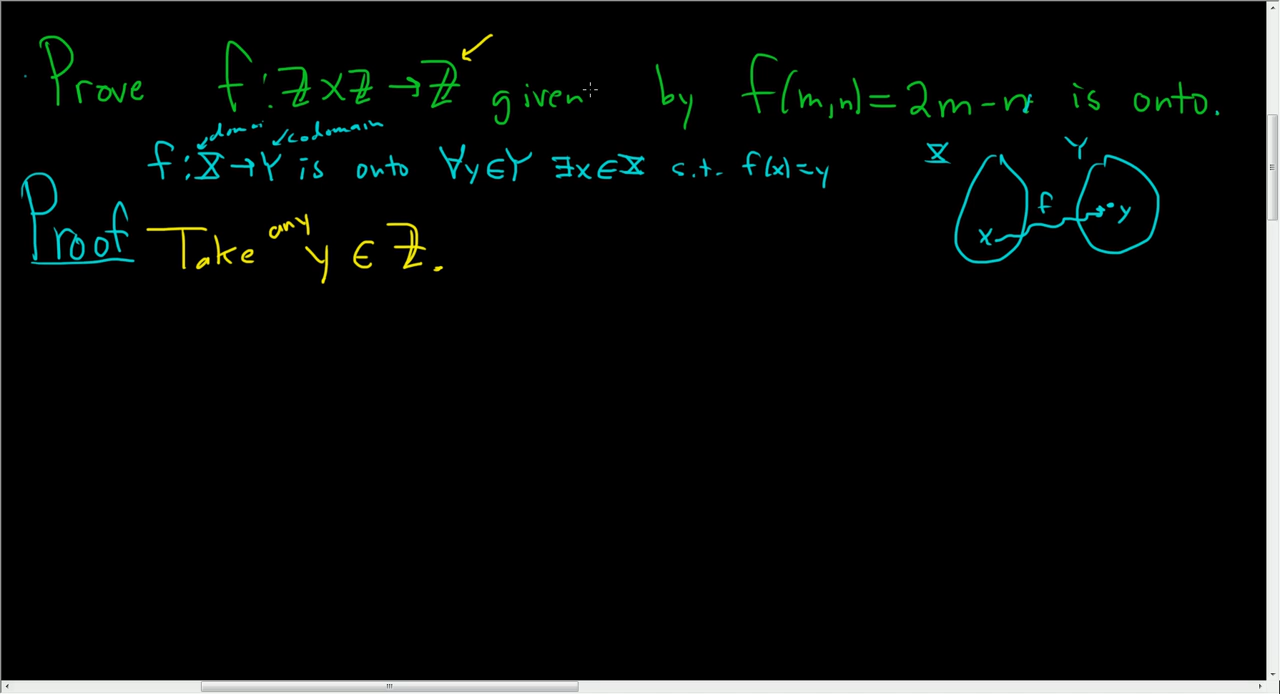 Prove f: ℤ×ℤ → ℤ given by f(m,n) = 2m - n is onto.
domain codomain
f: X → Y is onto ∀y∈Y ∃x∈X s.t. f(x)=y
X Y
f
x y
Proof Take any y ∈ ℤ.